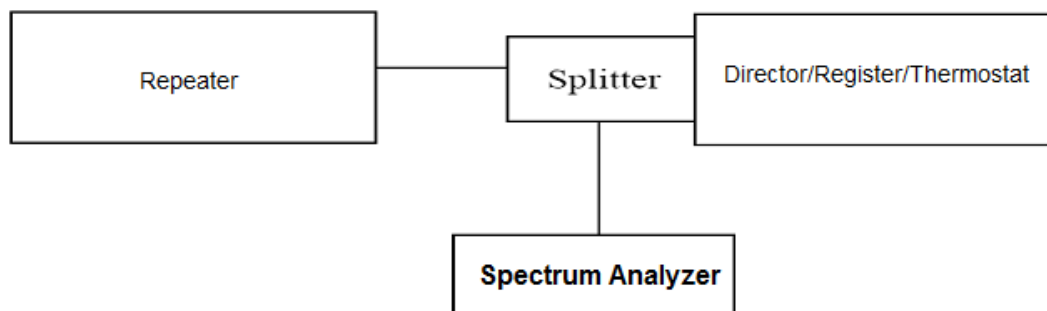 Repeater
Splitter
Director/Register/Thermostat
Spectrum Analyzer